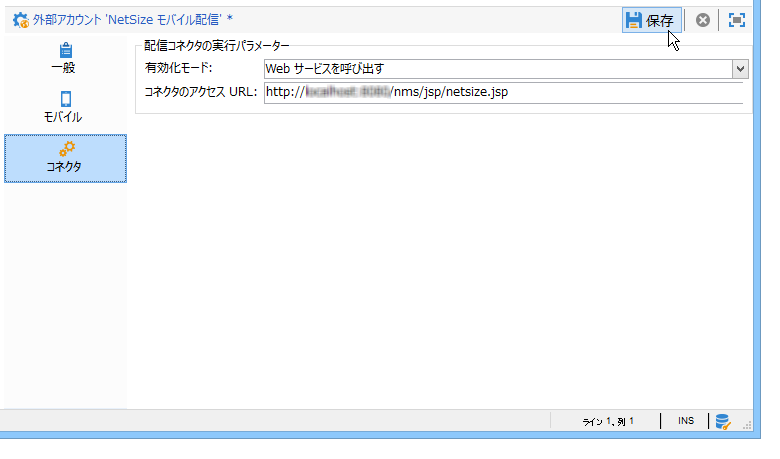 外部アカウント 'NetSize モバイル配信' *
保存
一般
モバイル
コネクタ
配信コネクタの実行パラメーター
有効化モード: Web サービスを呼び出す
コネクタのアクセス URL: http:// /nms/jsp/netsize.jsp
ライン 1、列 1 INS